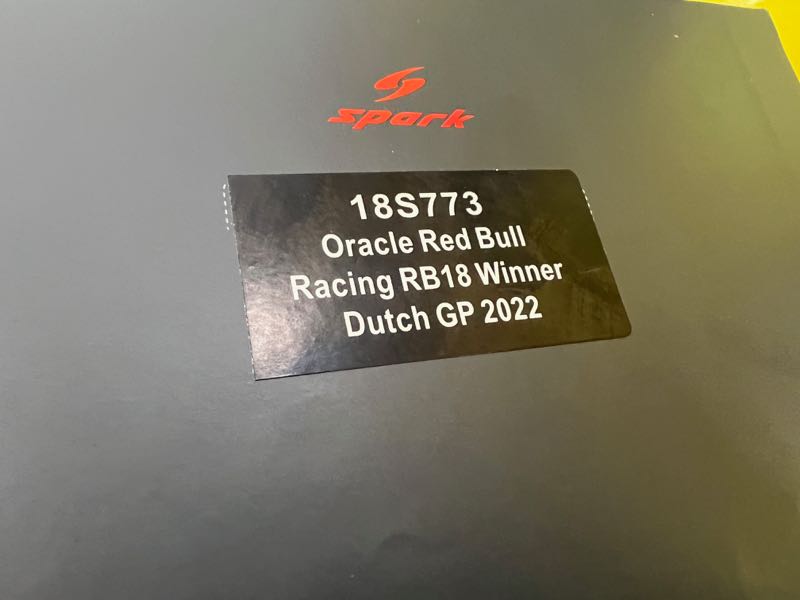 spark
18S773
Oracle Red Bull
Racing RB18 Winner
Dutch GP 2022